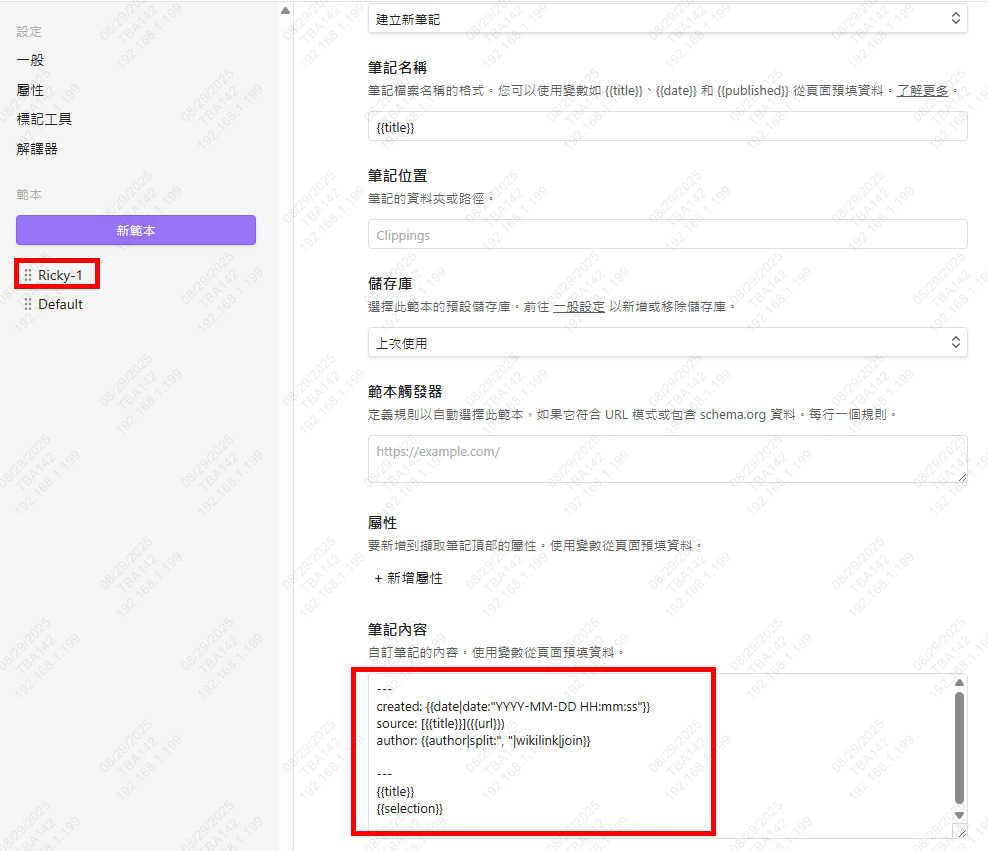 設定
一般
屬性
標記工具
解譯器
範本
新範本
Ricky-1
Default
建立新筆記
筆記名稱
筆記檔案名稱的格式。您可以使用變數如 {{title}}、{{date}} 和 {{published}} 從頁面預填資料。了解更多。
{{title}}
筆記位置
筆記的資料夾或路徑。
Clippings
儲存庫
選擇此範本的預設儲存庫。前往 一般設定 以新增或移除儲存庫。
上次使用
範本觸發器
定義規則以自動選擇此範本，如果它符合 URL 模式或包含 schema.org 資料。每行一個規則。
https://example.com/
屬性
要新增到擷取筆記頂部的屬性。使用變數從頁面預填資料。
+ 新增屬性
筆記內容
自訂筆記的內容。使用變數從頁面預填資料。
---
created: {{date|date:"YYYY-MM-DD HH:mm:ss"}}
source: [{{title}}]({{url}})
author: {{author|split:", "|wikilink|join}}
---
{{title}}
{{selection}}
08/29/2025
TBA142
192.168.1.199